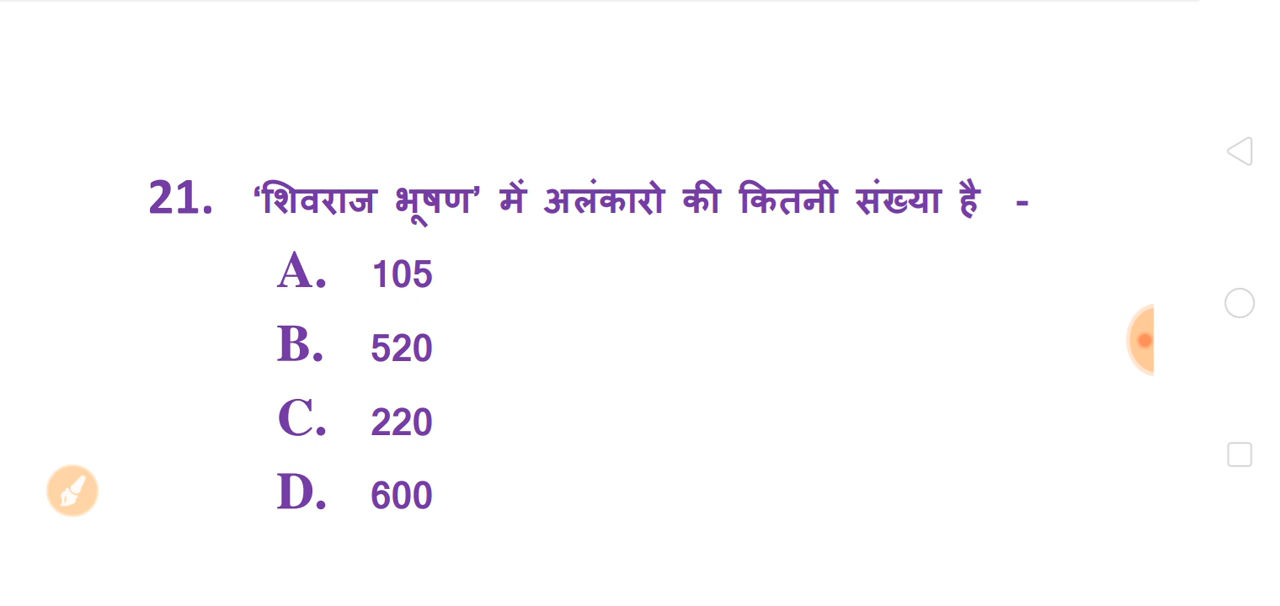 21. ‘शिवराज भूषण’ में अलंकारो की कितनी संख्या है -
A. 105
B. 520
C. 220
D. 600